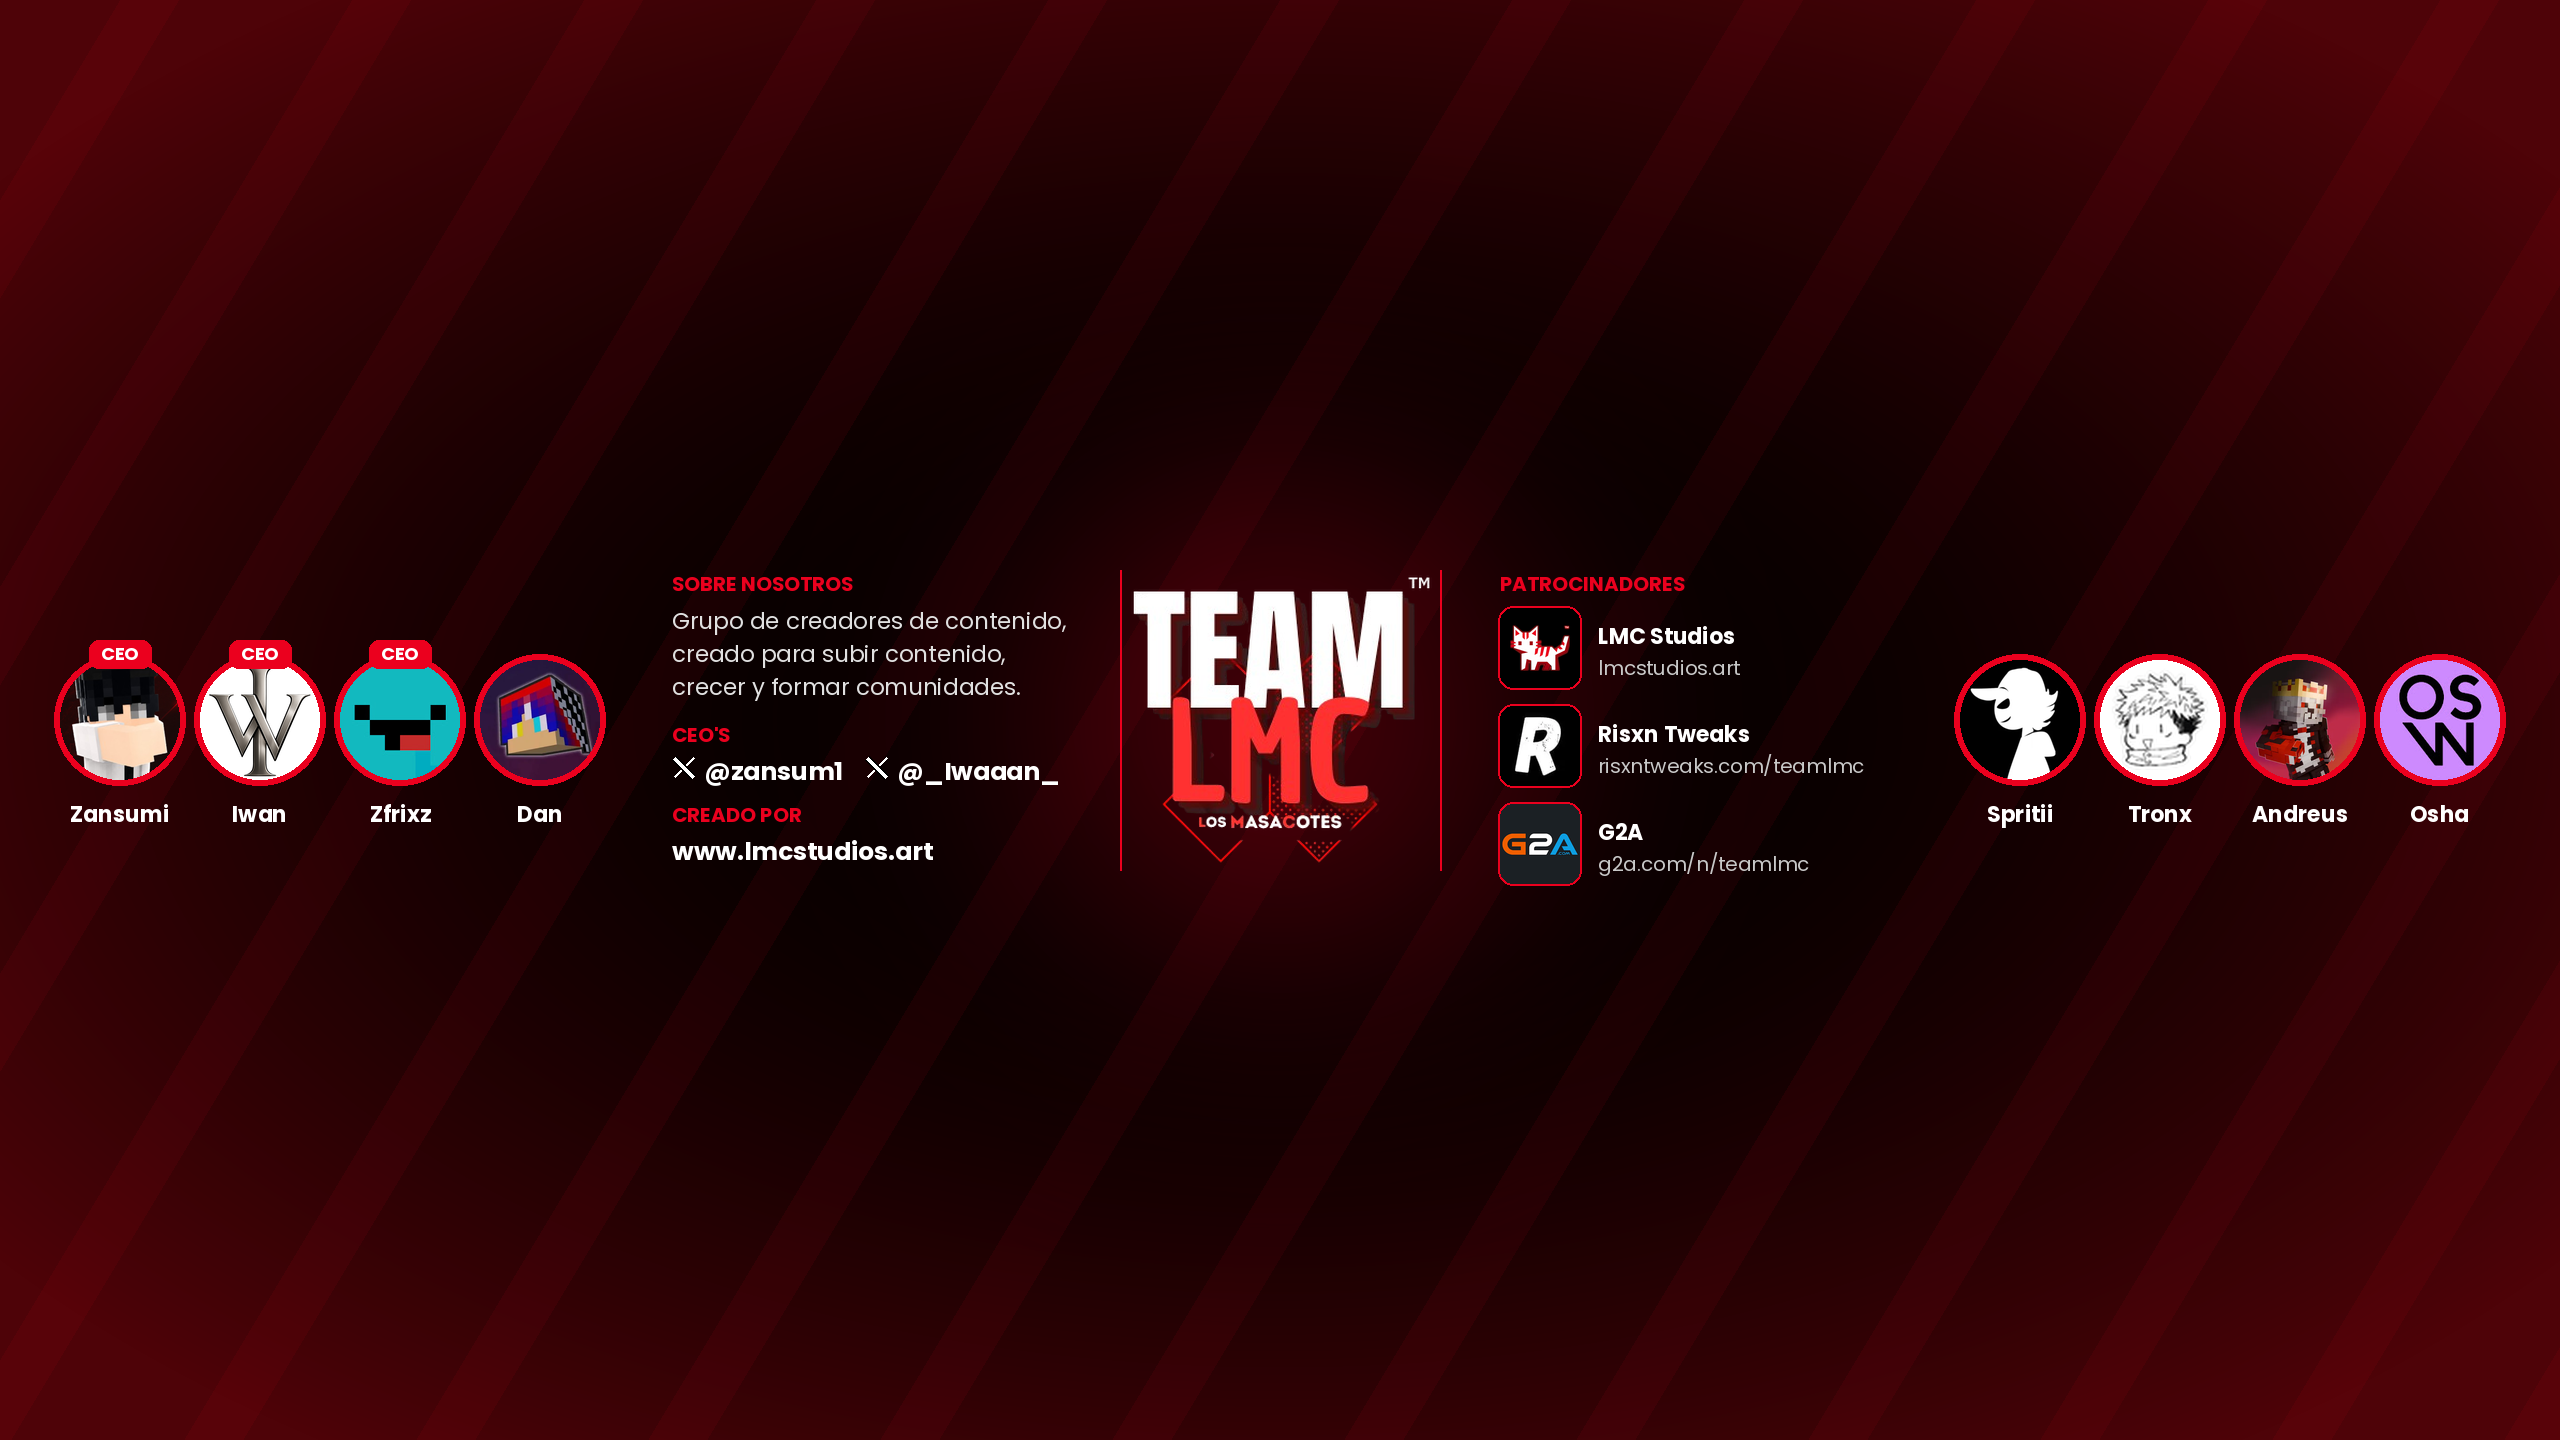 CEO
Zansumi
CEO
IW
Iwan
CEO
Zfrixz
Dan
SOBRE NOSOTROS
Grupo de creadores de contenido,
creado para subir contenido,
crecer y formar comunidades.
CEO'S
@zansum1 @_Iwaaan_
CREADO POR
www.lmcstudios.art
TEAM TM
LMC
LOS MASACOTES
PATROCINADORES
LMC Studios
lmcstudios.art
R
Risxn Tweaks
risxntweaks.com/teamlmc
G2A
G2A
g2a.com/n/teamlmc
Spritii
Tronx
Andreus
OS
W
Osha